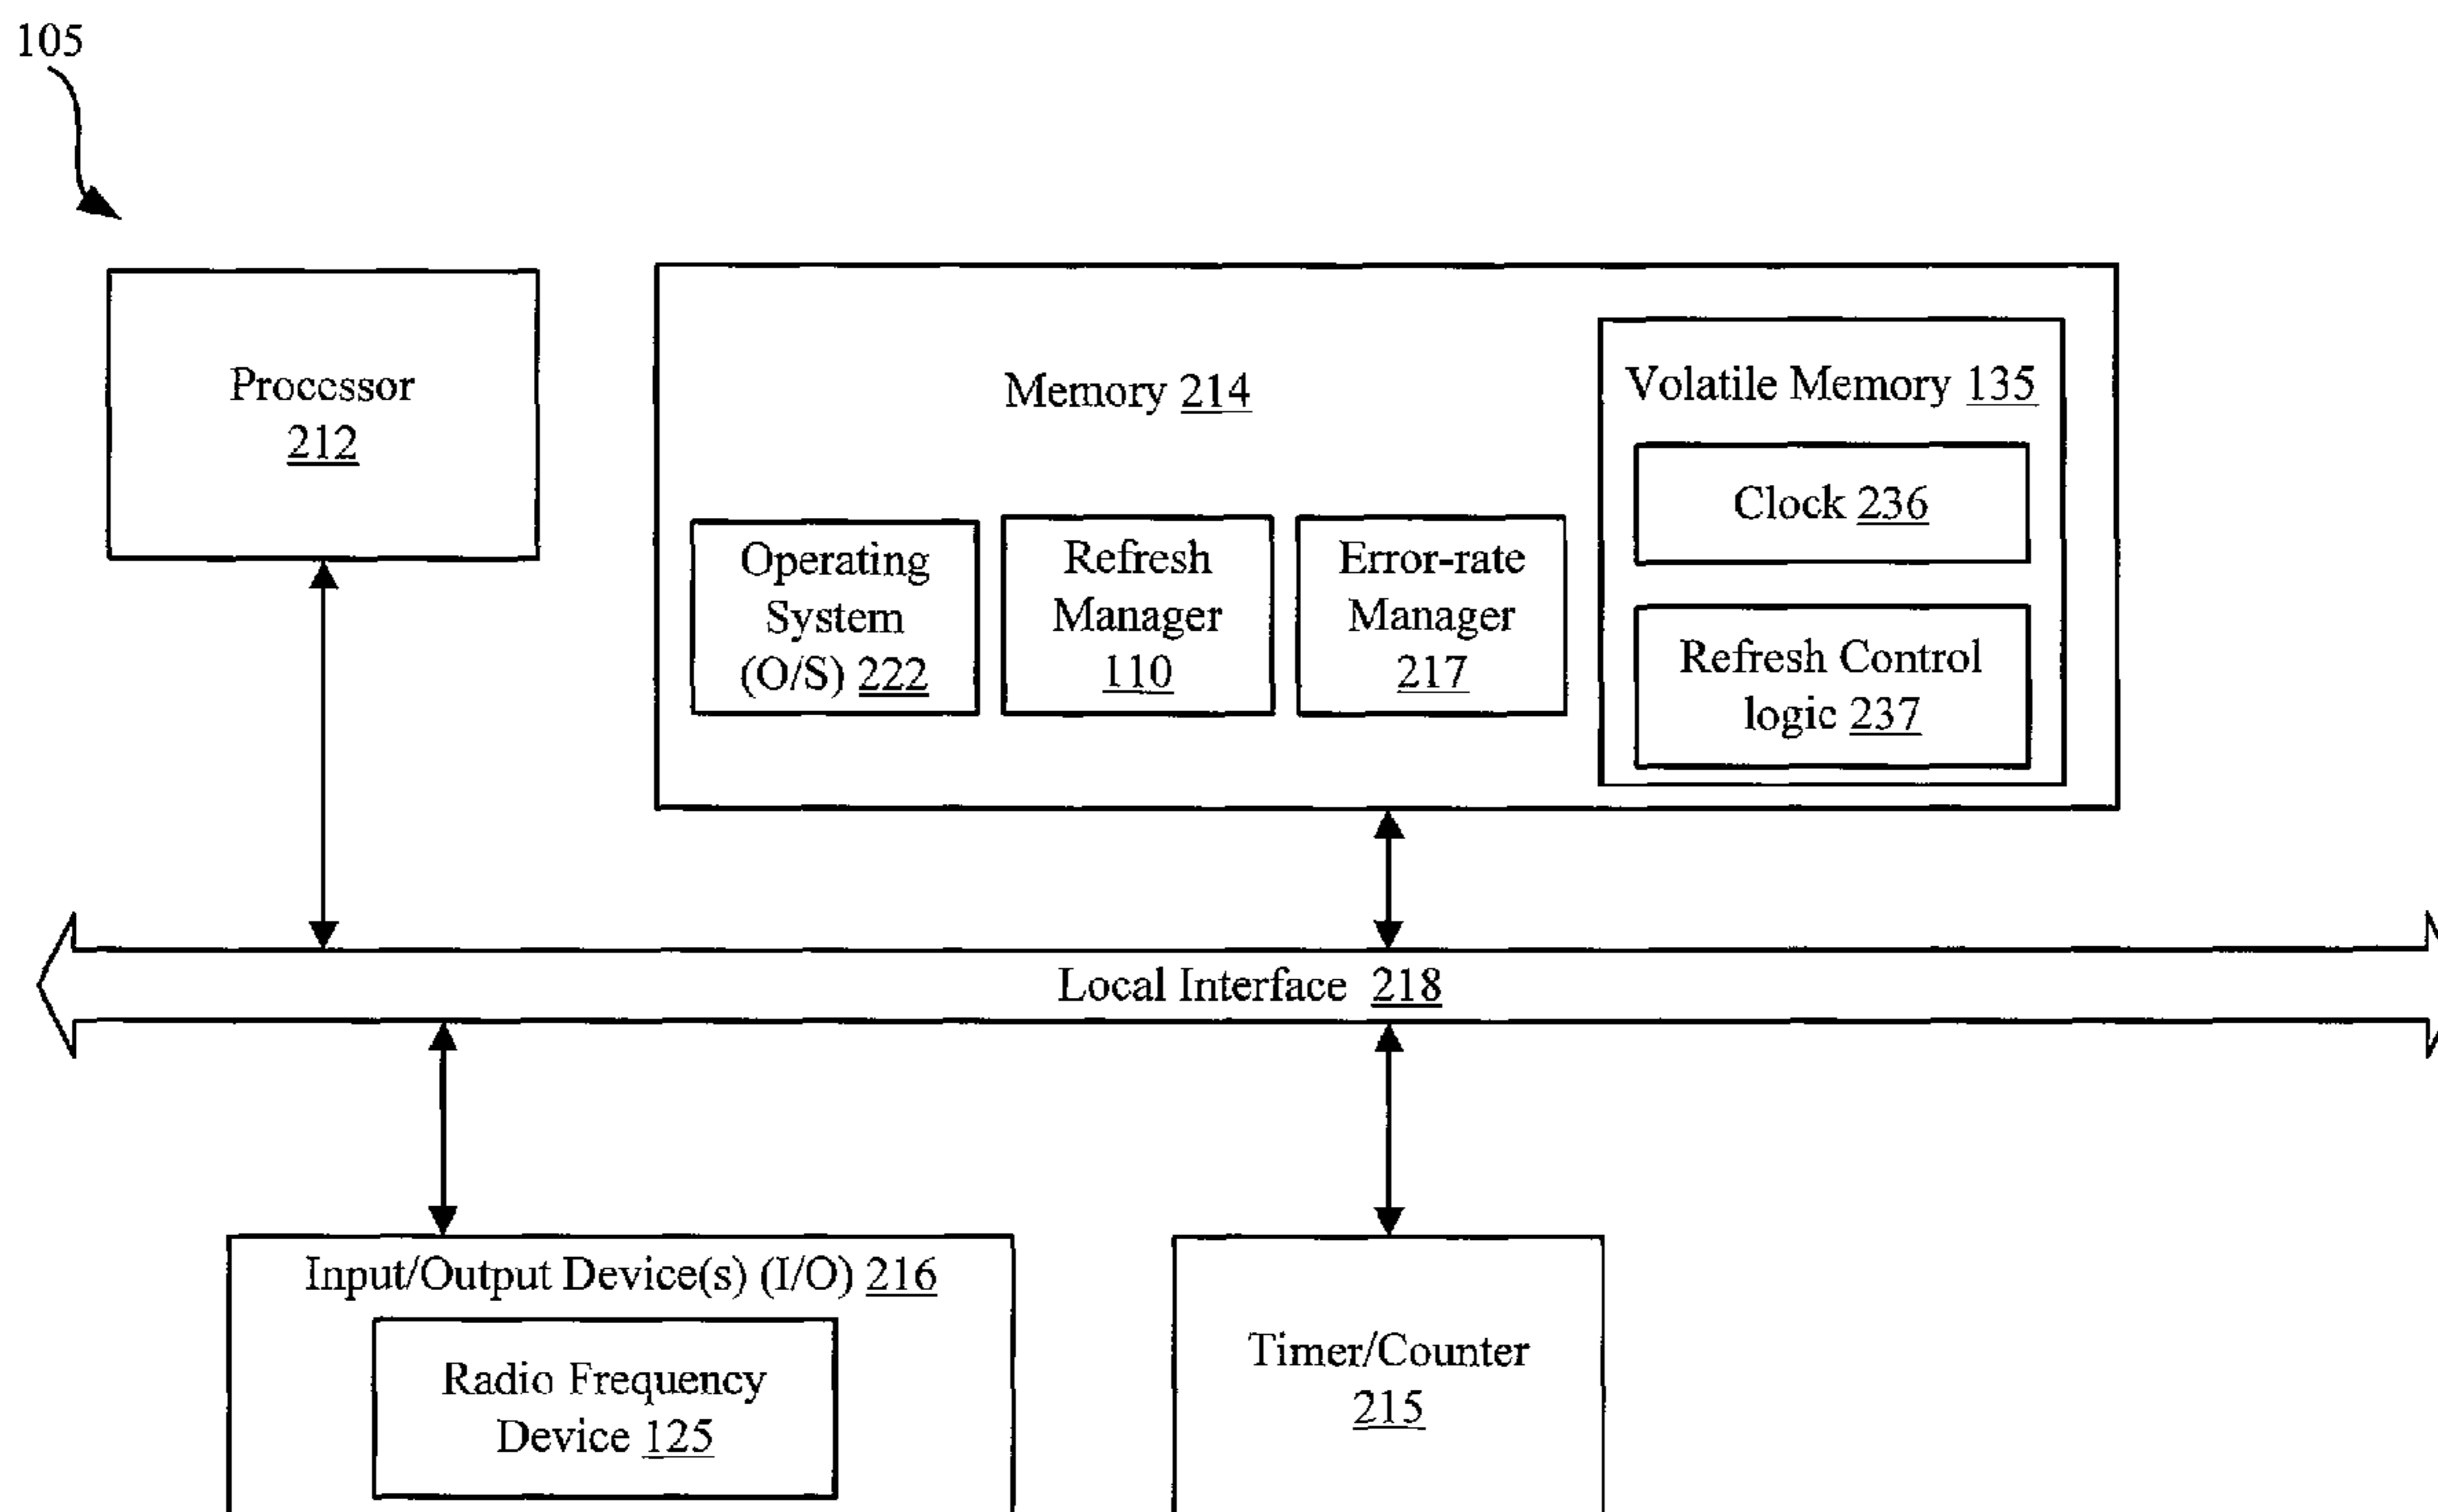 105
Processor
212
Memory 214
Volatile Memory 135
Clock 236
Operating
System
(O/S) 222
Refresh
Manager
110
Error-rate
Manager
217
Refresh Control
logic 237
Local Interface 218
Input/Output Device(s) (I/O) 216
Radio Frequency
Device 125
Timer/Counter
215